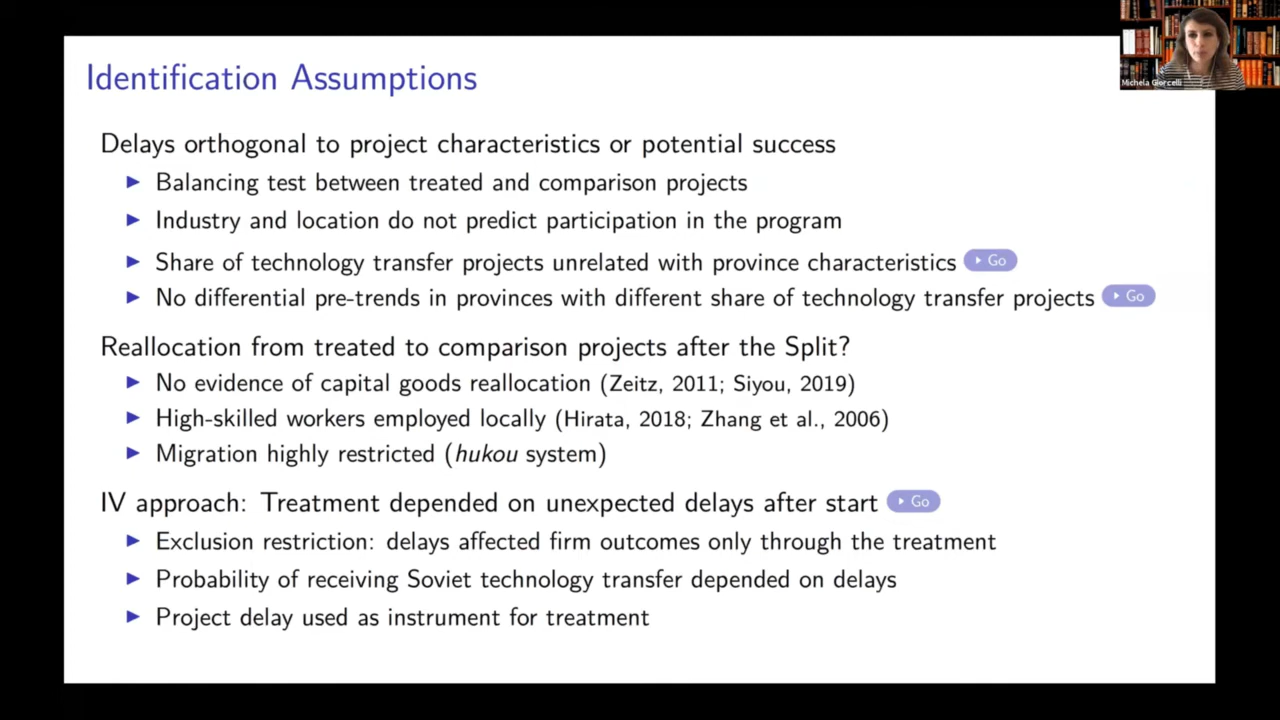 Identification Assumptions
Michela Giorcelli
Delays orthogonal to project characteristics or potential success
Balancing test between treated and comparison projects
Industry and location do not predict participation in the program
Share of technology transfer projects unrelated with province characteristics Go
No differential pre-trends in provinces with different share of technology transfer projects Go
Reallocation from treated to comparison projects after the Split?
No evidence of capital goods reallocation (Zeitz, 2011; Siyou, 2019)
High-skilled workers employed locally (Hirata, 2018; Zhang et al., 2006)
Migration highly restricted (hukou system)
IV approach: Treatment depended on unexpected delays after start Go
Exclusion restriction: delays affected firm outcomes only through the treatment
Probability of receiving Soviet technology transfer depended on delays
Project delay used as instrument for treatment